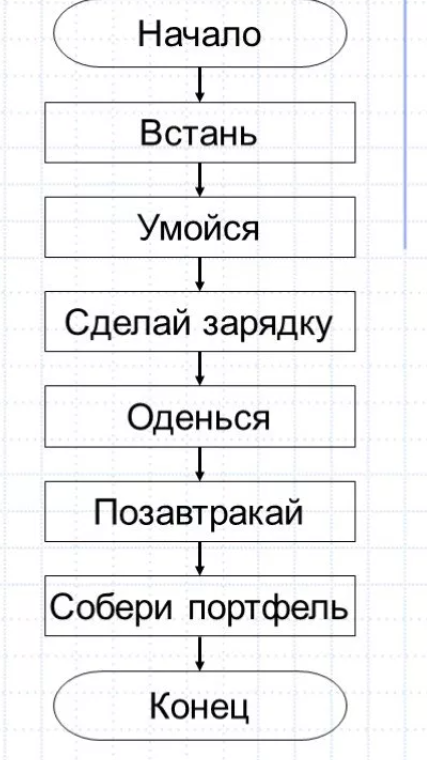 Начало
Встань
Умойся
Сделай зарядку
Оденься
Позавтракай
Собери портфель
Конец